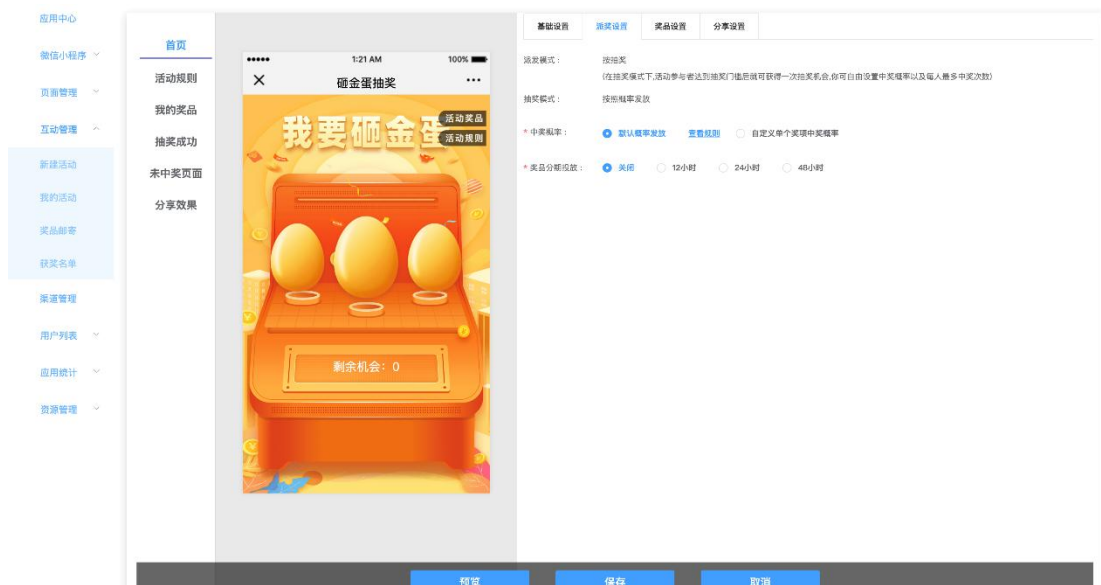 应用中心
微信小程序
页面管理
互动管理
新建活动
我的活动
奖品邮寄
获奖名单
渠道管理
用户列表
应用统计
资源管理
首页
活动规则
我的奖品
抽奖成功
未中奖页面
分享效果
1:21 AM
100%
砸金蛋抽奖
我要砸金蛋
活动奖品
活动规则
剩余机会：0
基础设置 派奖设置 奖品设置 分享设置
派发模式： 按抽奖
(在抽奖模式下,活动参与者达到抽奖门槛后就可获得一次抽奖机会,你可自由设置中奖概率以及每人最多中奖次数)
抽奖模式： 按照概率发放
* 中奖概率： 默认概率发放 查看规则 自定义单个奖项中奖概率
* 奖品分期投放： 关闭 12小时 24小时 48小时
预览 保存 取消